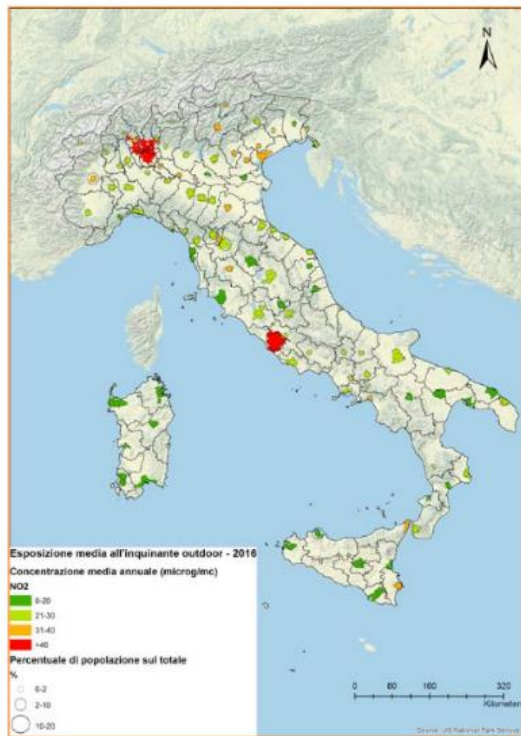 N
Esposizione media all'inquinante outdoor - 2016
Concentrazione media annuale (microg/mc)
NO2
0-20
21-30
31-40
>40
Percentuale di popolazione sul totale
%
0-2
2-10
10-20
0 80 160 320
Kilometers
Source: US National Park Service